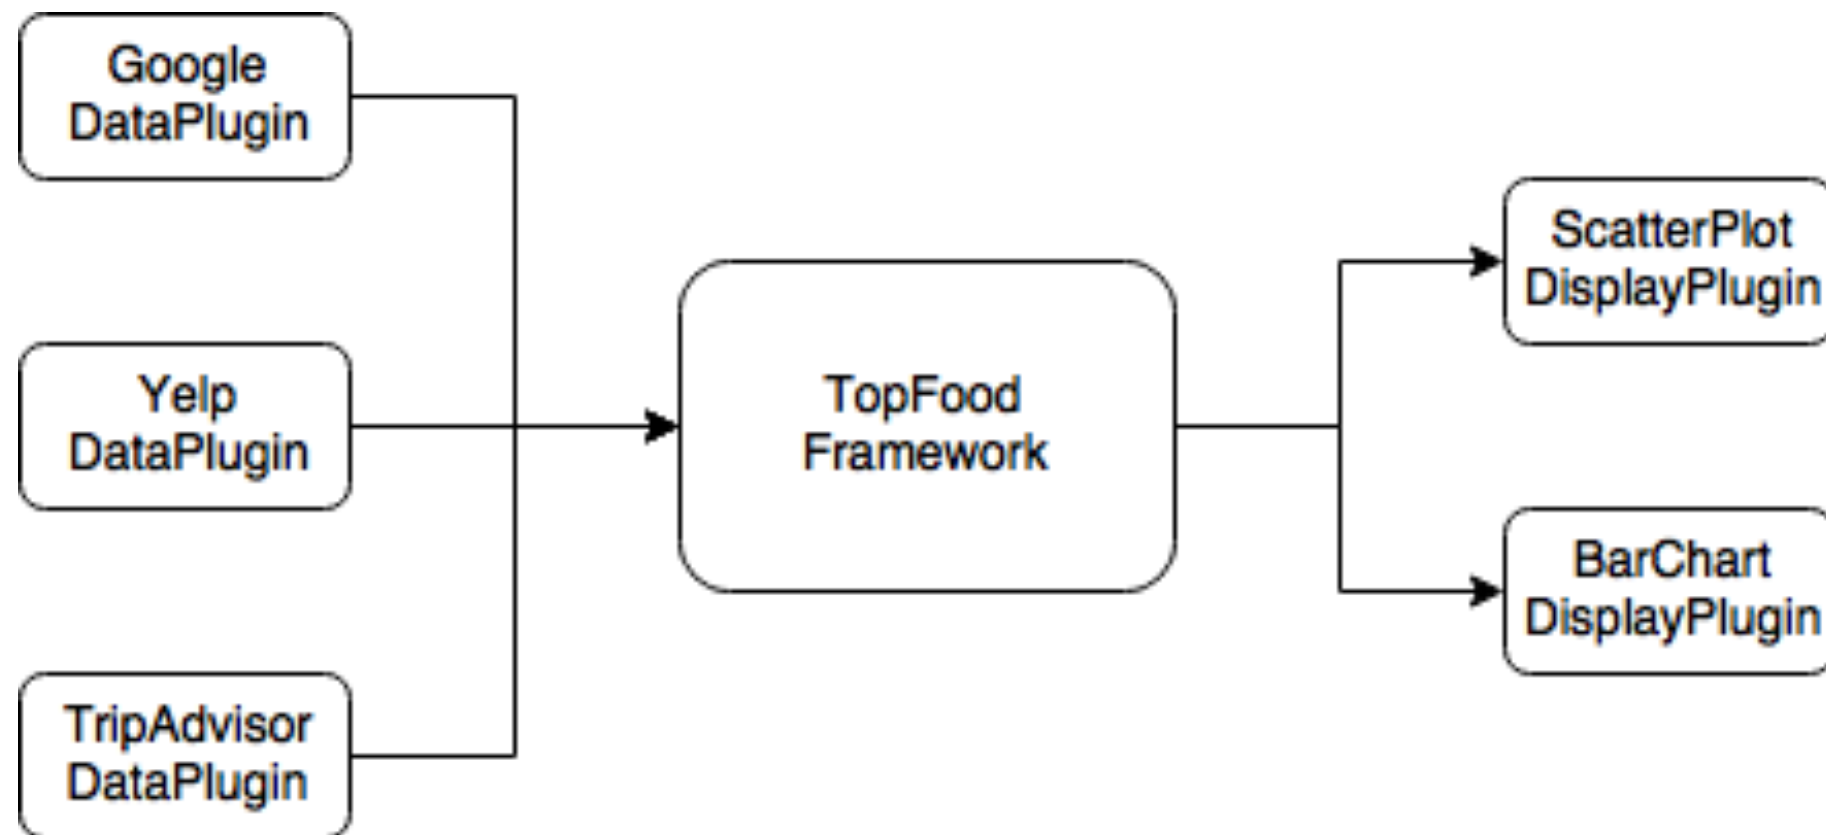 Google
DataPlugin
Yelp
DataPlugin
TripAdvisor
DataPlugin
TopFood
Framework
ScatterPlot
DisplayPlugin
BarChart
DisplayPlugin